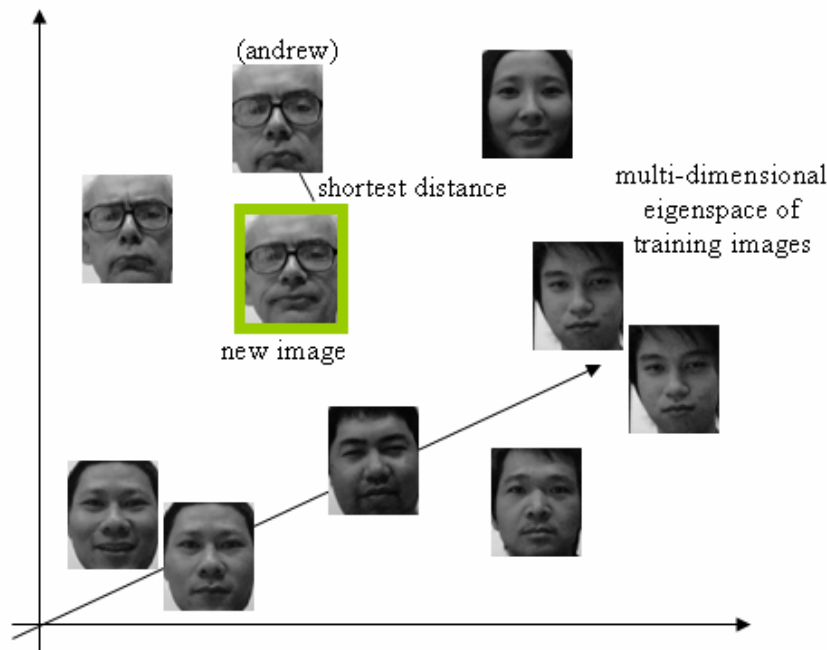 (andrew)
shortest distance
multi-dimensional
eigenspace of
training images
new image